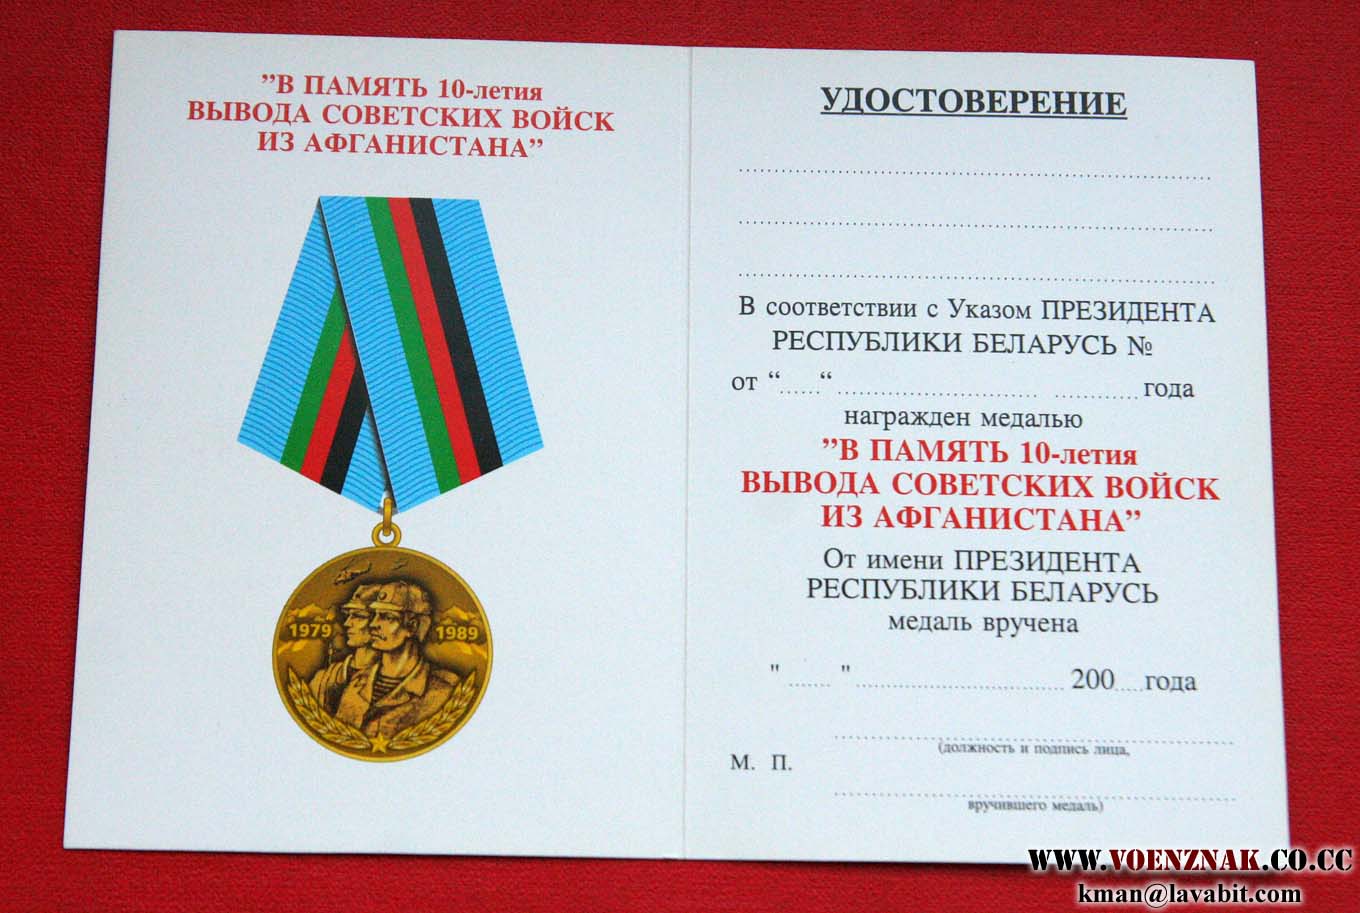 ”В ПАМЯТЬ 10-летия
ВЫВОДА СОВЕТСКИХ ВОЙСК
ИЗ АФГАНИСТАНА”
1979 1989
УДОСТОВЕРЕНИЕ
В соответствии с Указом ПРЕЗИДЕНТА
РЕСПУБЛИКИ БЕЛАРУСЬ №
от “......“ .............................. ............ года
награжден медалью
”В ПАМЯТЬ 10-летия
ВЫВОДА СОВЕТСКИХ ВОЙСК
ИЗ АФГАНИСТАНА”
От имени ПРЕЗИДЕНТА
РЕСПУБЛИКИ БЕЛАРУСЬ
медаль вручена
" ....... " ............................... 200.... года
(должность и подпись лица,
М. П.
вручившего медаль)
WWW.VOENZNAK.CO.CC
kman@lavabit.com